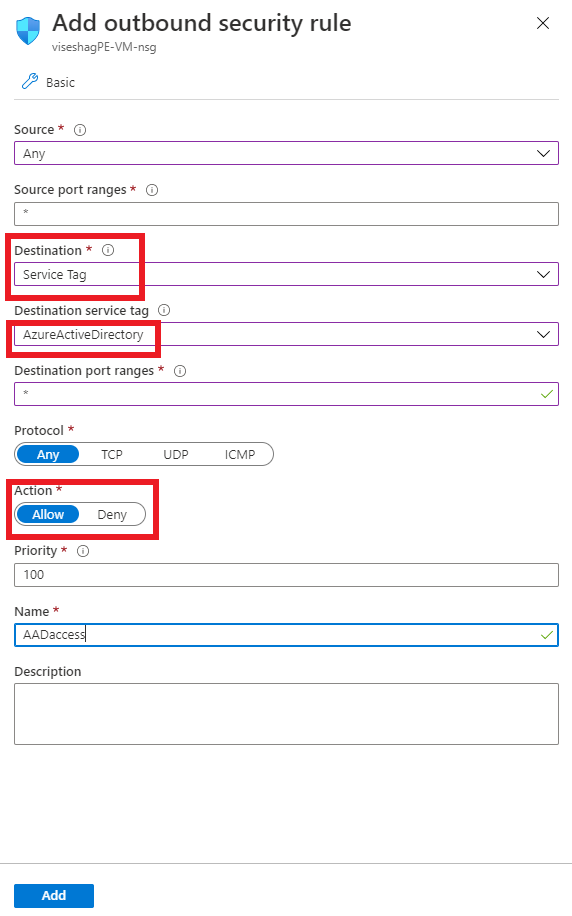 Add outbound security rule
viseshagPE-VM-nsg
Basic
Source *
Any
Source port ranges *
*
Destination *
Service Tag
Destination service tag
AzureActiveDirectory
Destination port ranges *
*
Protocol *
Any TCP UDP ICMP
Action *
Allow Deny
Priority *
100
Name *
AADaccess
Description
Add